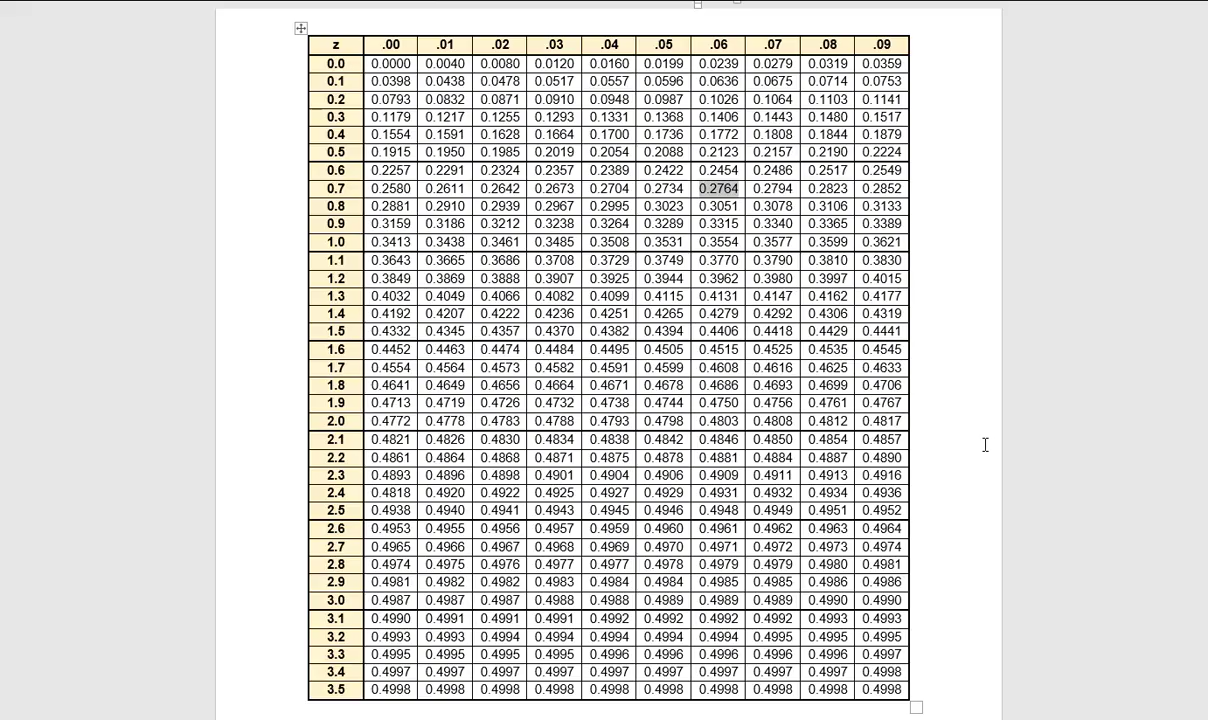 z .00 .01 .02 .03 .04 .05 .06 .07 .08 .09
0.0 0.0000 0.0040 0.0080 0.0120 0.0160 0.0199 0.0239 0.0279 0.0319 0.0359
0.1 0.0398 0.0438 0.0478 0.0517 0.0557 0.0596 0.0636 0.0675 0.0714 0.0753
0.2 0.0793 0.0832 0.0871 0.0910 0.0948 0.0987 0.1026 0.1064 0.1103 0.1141
0.3 0.1179 0.1217 0.1255 0.1293 0.1331 0.1368 0.1406 0.1443 0.1480 0.1517
0.4 0.1554 0.1591 0.1628 0.1664 0.1700 0.1736 0.1772 0.1808 0.1844 0.1879
0.5 0.1915 0.1950 0.1985 0.2019 0.2054 0.2088 0.2123 0.2157 0.2190 0.2224
0.6 0.2257 0.2291 0.2324 0.2357 0.2389 0.2422 0.2454 0.2486 0.2517 0.2549
0.7 0.2580 0.2611 0.2642 0.2673 0.2704 0.2734 0.2764 0.2794 0.2823 0.2852
0.8 0.2881 0.2910 0.2939 0.2967 0.2995 0.3023 0.3051 0.3078 0.3106 0.3133
0.9 0.3159 0.3186 0.3212 0.3238 0.3264 0.3289 0.3315 0.3340 0.3365 0.3389
1.0 0.3413 0.3438 0.3461 0.3485 0.3508 0.3531 0.3554 0.3577 0.3599 0.3621
1.1 0.3643 0.3665 0.3686 0.3708 0.3729 0.3749 0.3770 0.3790 0.3810 0.3830
1.2 0.3849 0.3869 0.3888 0.3907 0.3925 0.3944 0.3962 0.3980 0.3997 0.4015
1.3 0.4032 0.4049 0.4066 0.4082 0.4099 0.4115 0.4131 0.4147 0.4162 0.4177
1.4 0.4192 0.4207 0.4222 0.4236 0.4251 0.4265 0.4279 0.4292 0.4306 0.4319
1.5 0.4332 0.4345 0.4357 0.4370 0.4382 0.4394 0.4406 0.4418 0.4429 0.4441
1.6 0.4452 0.4463 0.4474 0.4484 0.4495 0.4505 0.4515 0.4525 0.4535 0.4545
1.7 0.4554 0.4564 0.4573 0.4582 0.4591 0.4599 0.4608 0.4616 0.4625 0.4633
1.8 0.4641 0.4649 0.4656 0.4664 0.4671 0.4678 0.4686 0.4693 0.4699 0.4706
1.9 0.4713 0.4719 0.4726 0.4732 0.4738 0.4744 0.4750 0.4756 0.4761 0.4767
2.0 0.4772 0.4778 0.4783 0.4788 0.4793 0.4798 0.4803 0.4808 0.4812 0.4817
2.1 0.4821 0.4826 0.4830 0.4834 0.4838 0.4842 0.4846 0.4850 0.4854 0.4857
2.2 0.4861 0.4864 0.4868 0.4871 0.4875 0.4878 0.4881 0.4884 0.4887 0.4890
2.3 0.4893 0.4896 0.4898 0.4901 0.4904 0.4906 0.4909 0.4911 0.4913 0.4916
2.4 0.4818 0.4920 0.4922 0.4925 0.4927 0.4929 0.4931 0.4932 0.4934 0.4936
2.5 0.4938 0.4940 0.4941 0.4943 0.4945 0.4946 0.4948 0.4949 0.4951 0.4952
2.6 0.4953 0.4955 0.4956 0.4957 0.4959 0.4960 0.4961 0.4962 0.4963 0.4964
2.7 0.4965 0.4966 0.4967 0.4968 0.4969 0.4970 0.4971 0.4972 0.4973 0.4974
2.8 0.4974 0.4975 0.4976 0.4977 0.4977 0.4978 0.4979 0.4979 0.4980 0.4981
2.9 0.4981 0.4982 0.4982 0.4983 0.4984 0.4984 0.4985 0.4985 0.4986 0.4986
3.0 0.4987 0.4987 0.4987 0.4988 0.4988 0.4989 0.4989 0.4989 0.4990 0.4990
3.1 0.4990 0.4991 0.4991 0.4991 0.4992 0.4992 0.4992 0.4992 0.4993 0.4993
3.2 0.4993 0.4993 0.4994 0.4994 0.4994 0.4994 0.4994 0.4995 0.4995 0.4995
3.3 0.4995 0.4995 0.4995 0.4995 0.4996 0.4996 0.4996 0.4996 0.4996 0.4997
3.4 0.4997 0.4997 0.4997 0.4997 0.4997 0.4997 0.4997 0.4997 0.4997 0.4998
3.5 0.4998 0.4998 0.4998 0.4998 0.4998 0.4998 0.4998 0.4998 0.4998 0.4998